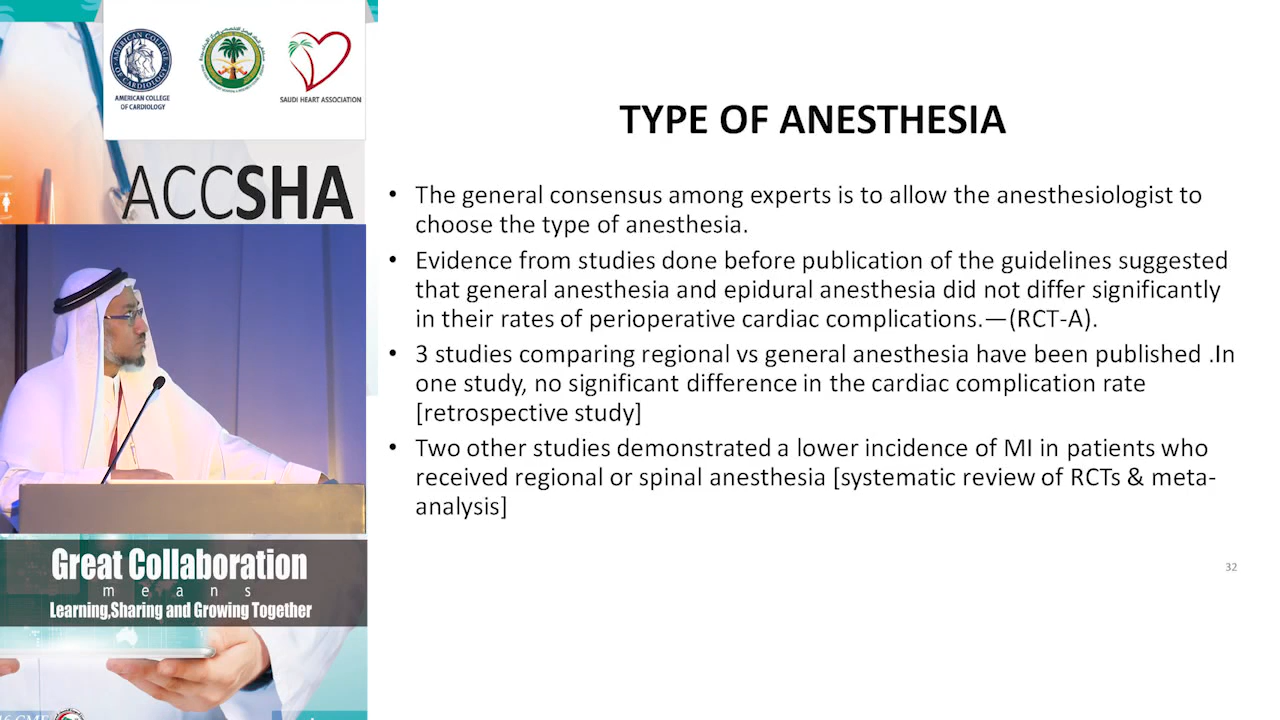 AMERICAN COLLEGE
OF CARDIOLOGY
SAUDI HEART ASSOCIATION
ACCSHA
TYPE OF ANESTHESIA
• The general consensus among experts is to allow the anesthesiologist to
choose the type of anesthesia.
• Evidence from studies done before publication of the guidelines suggested
that general anesthesia and epidural anesthesia did not differ significantly
in their rates of perioperative cardiac complications.—(RCT-A).
• 3 studies comparing regional vs general anesthesia have been published .In
one study, no significant difference in the cardiac complication rate
[retrospective study]
• Two other studies demonstrated a lower incidence of MI in patients who
received regional or spinal anesthesia [systematic review of RCTs & meta-
analysis]
32
Great Collaboration
means
Learning,Sharing and Growing Together